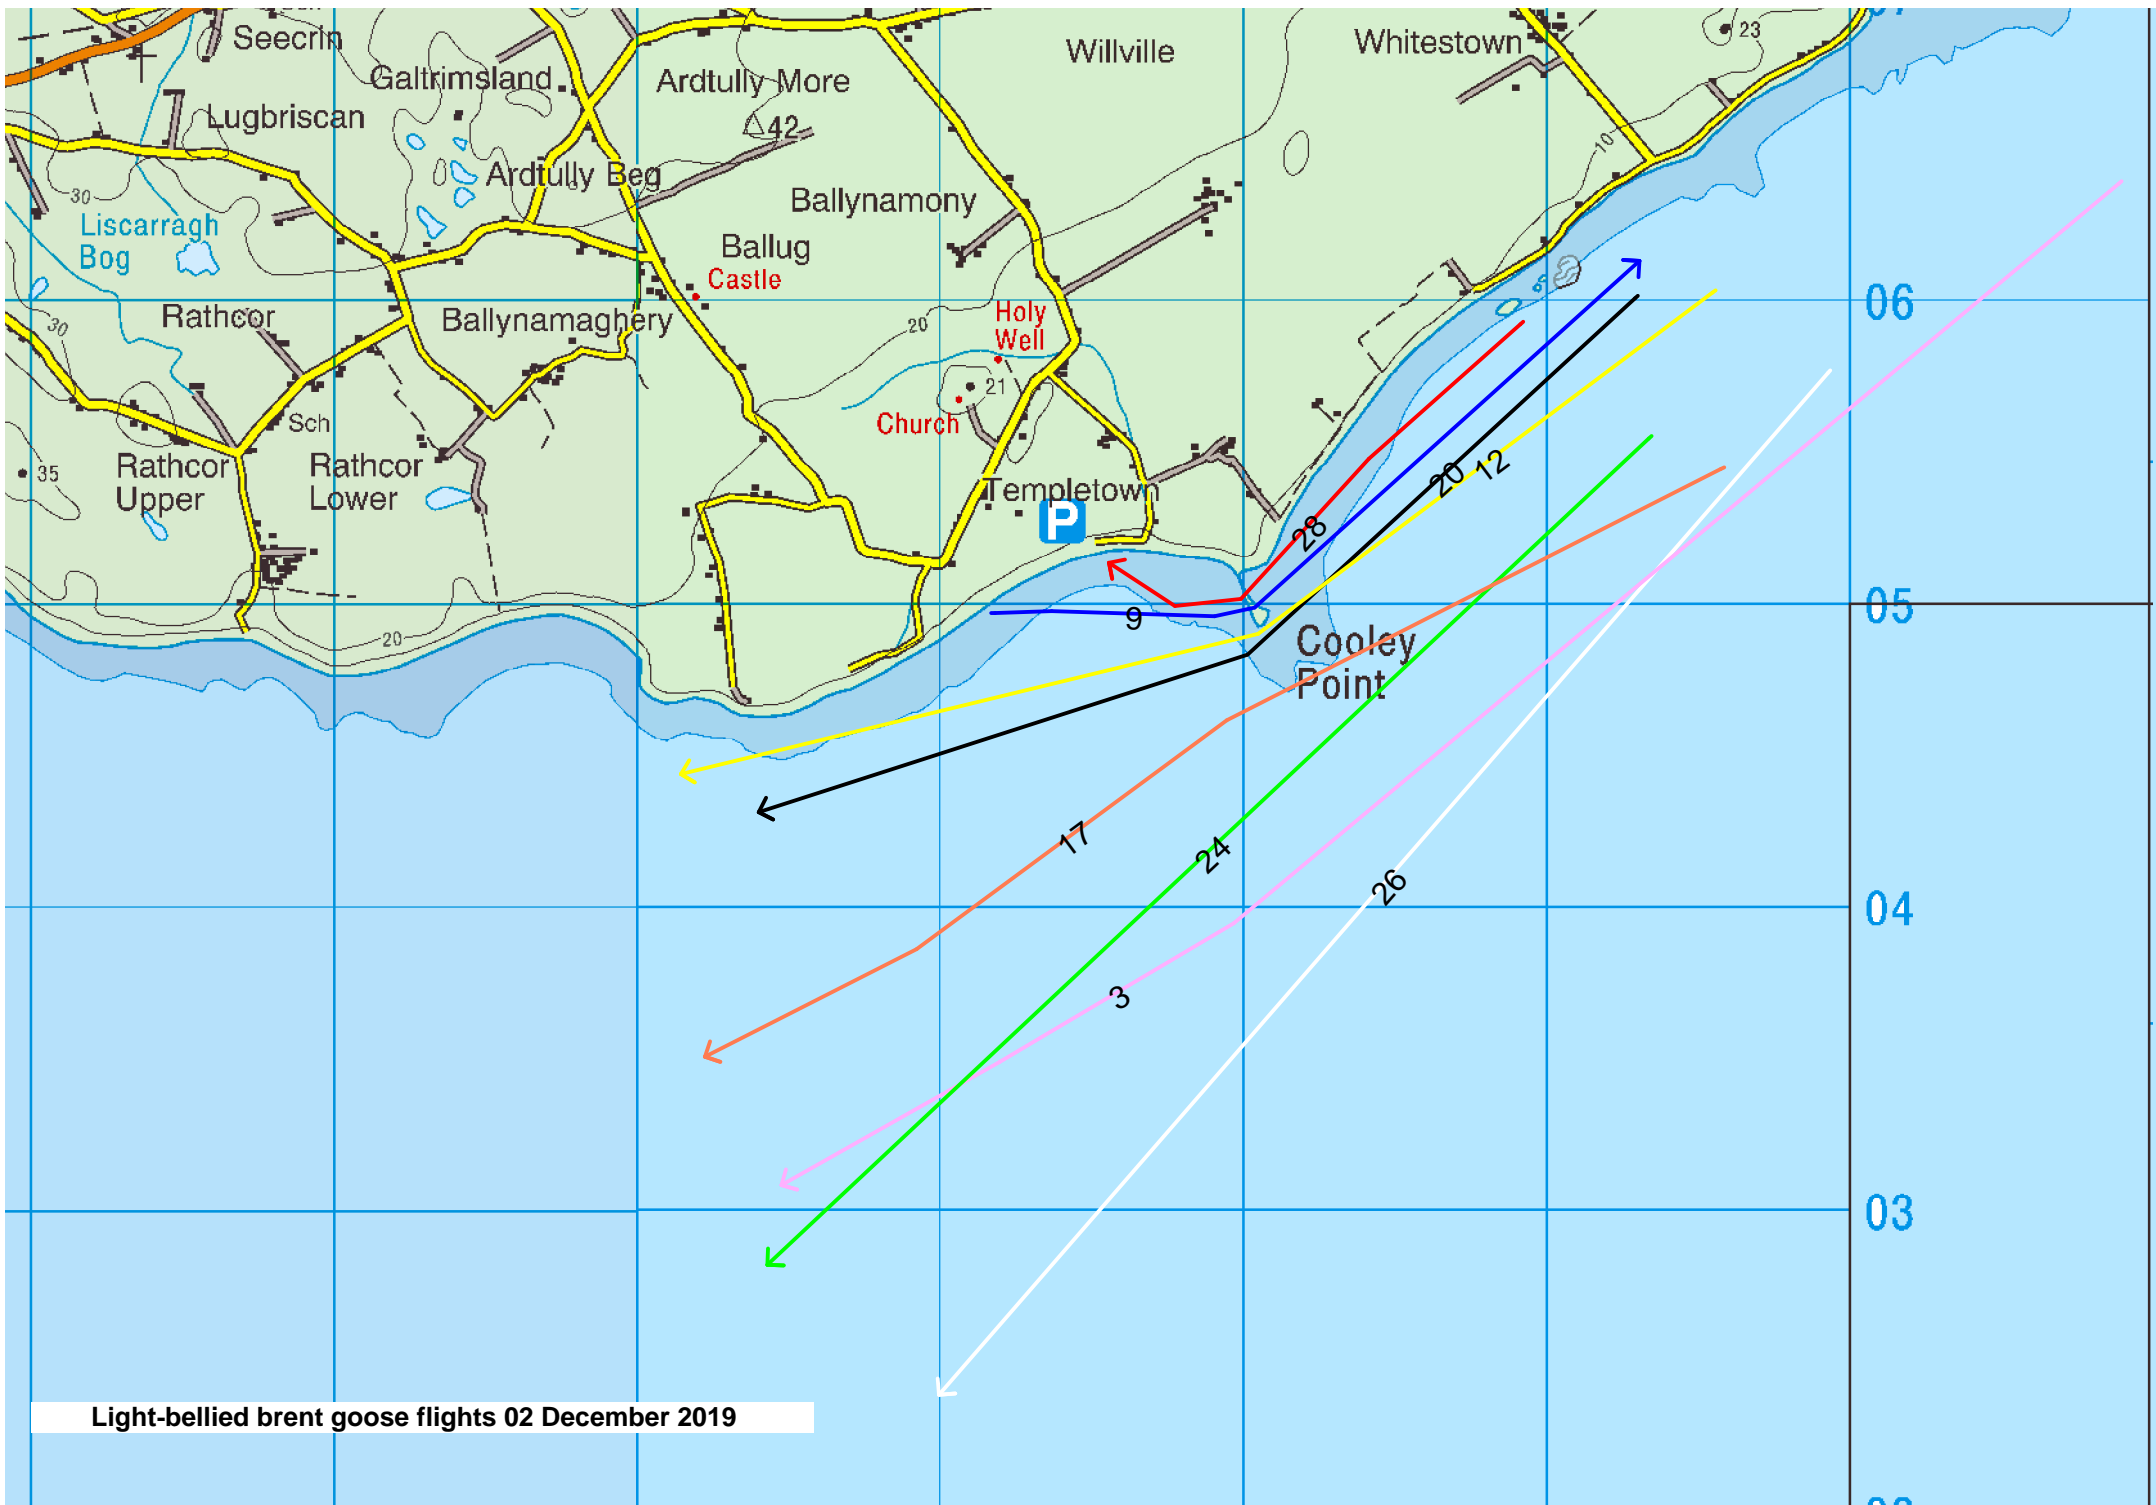 Seecrin
Galtrimsland
Lugbriscan
Ardtully More
42
Willville
Whitestown
23
10
Ardtully Beg
30
Liscarragh
Bog
Ballynamony
Ballug
Castle
Rathcor
30
Ballynamaghery
20
Holy
Well
06
21
Church
Sch
35
Rathcor
Upper
Rathcor
Lower
Templetown
P
28
20
12
9
05
20
Cooley
Point
17
24
26
04
3
03
Light-bellied brent goose flights 02 December 2019